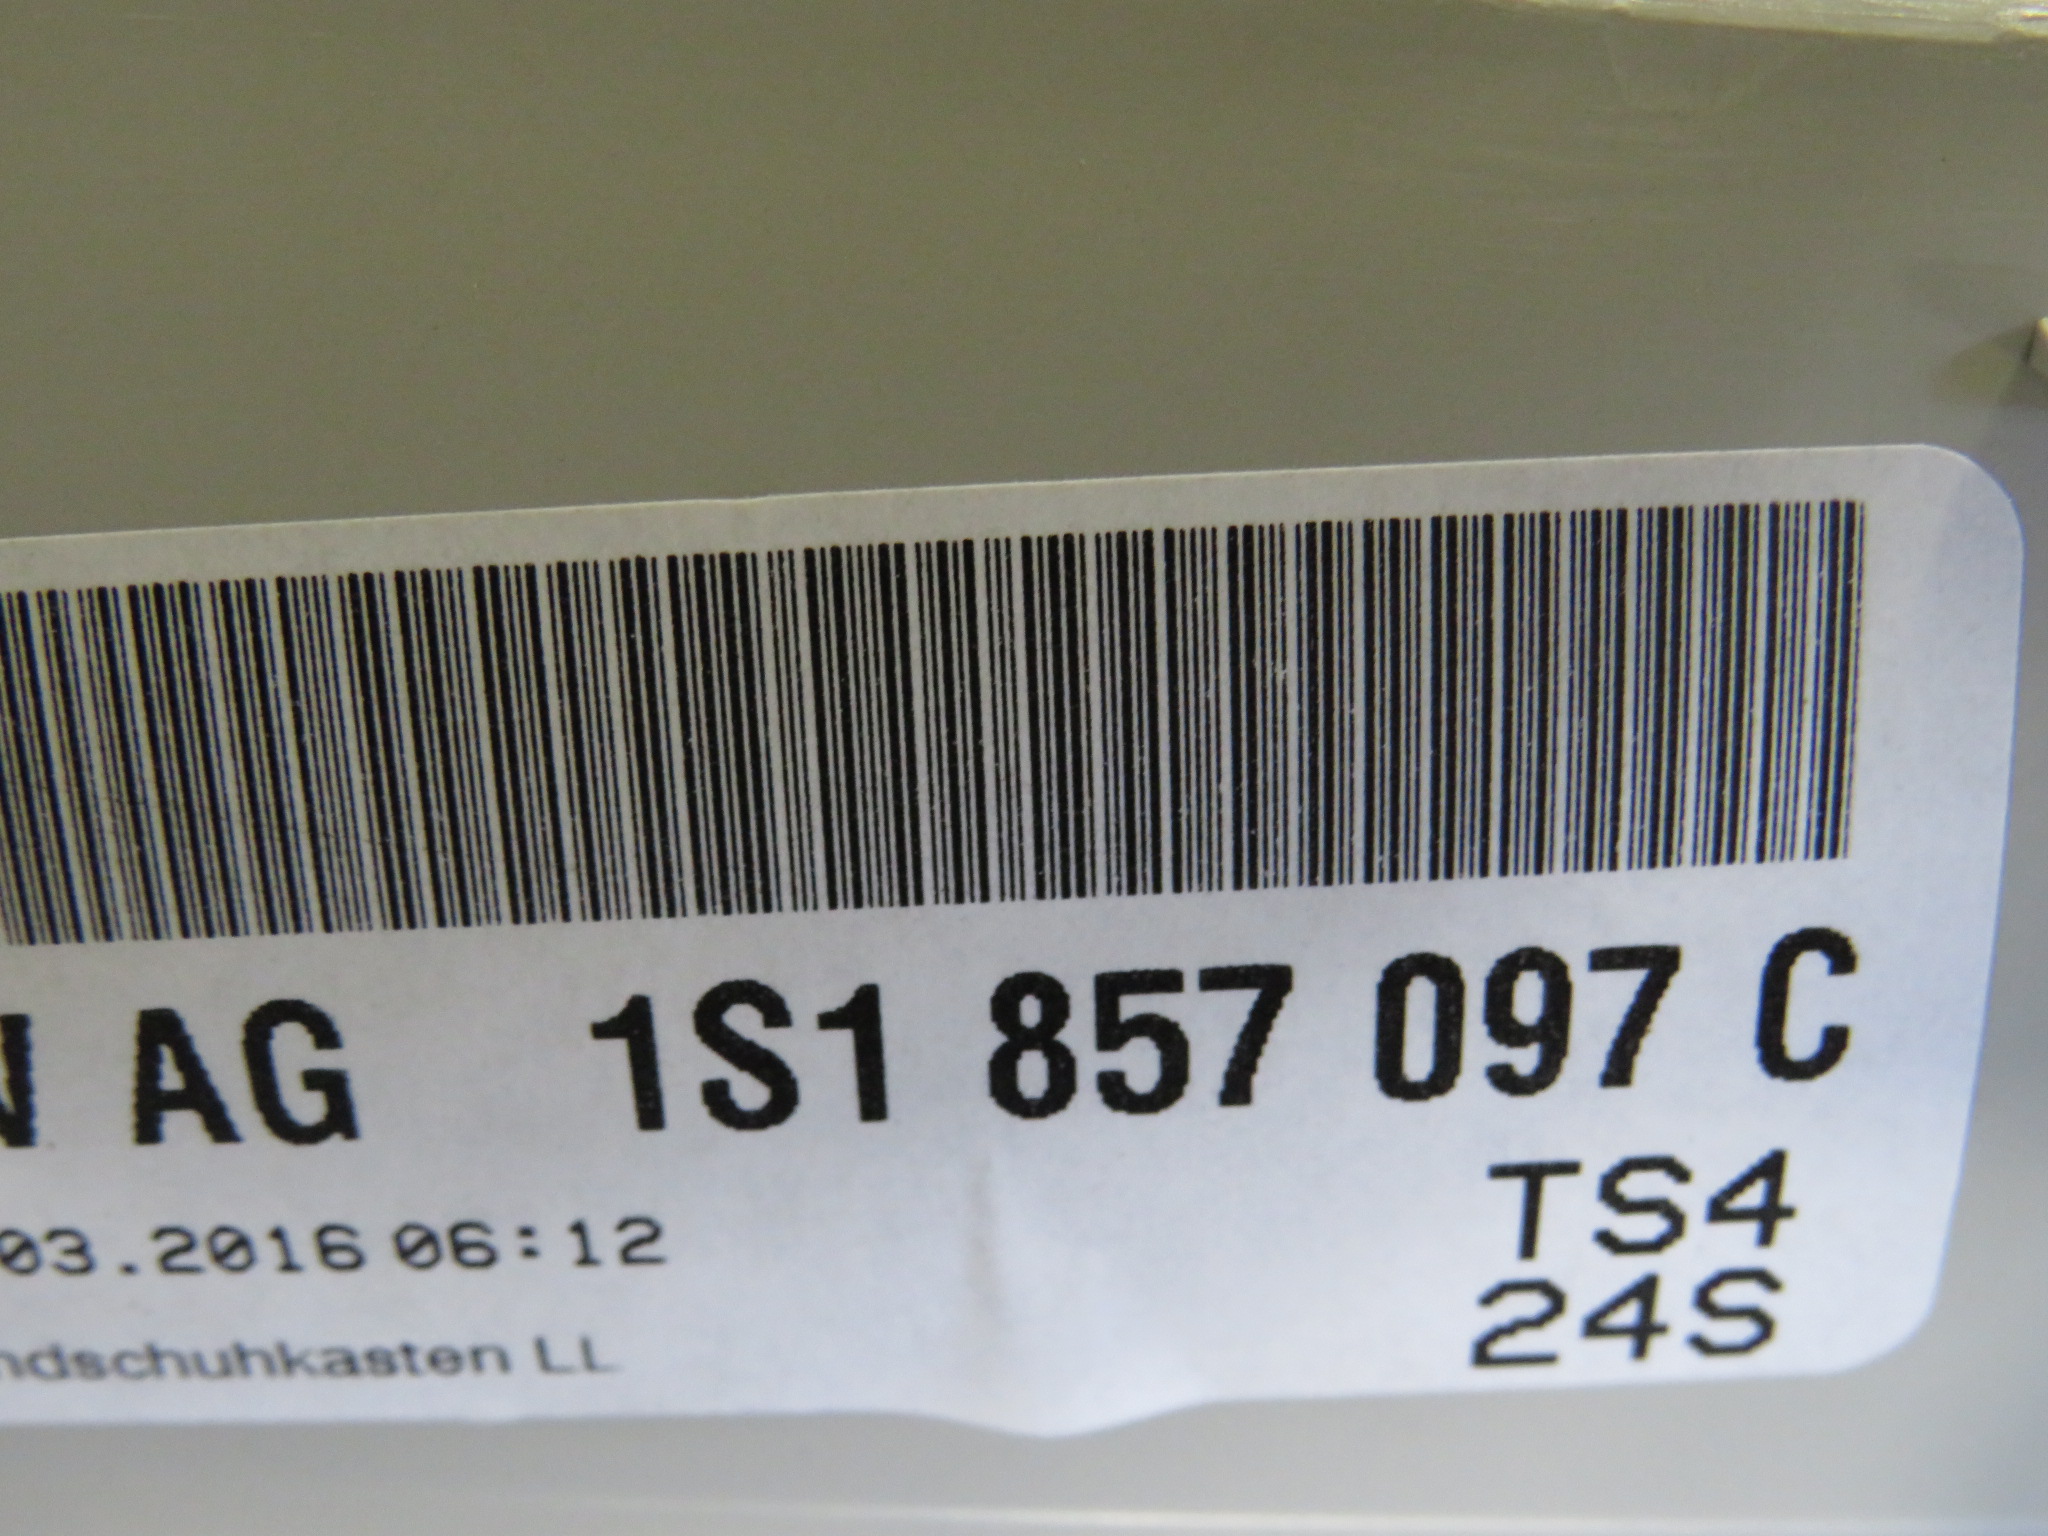 AG 1S1 857 097 C
03.2016 06:12
TS4
24S
ndschuhkasten LL